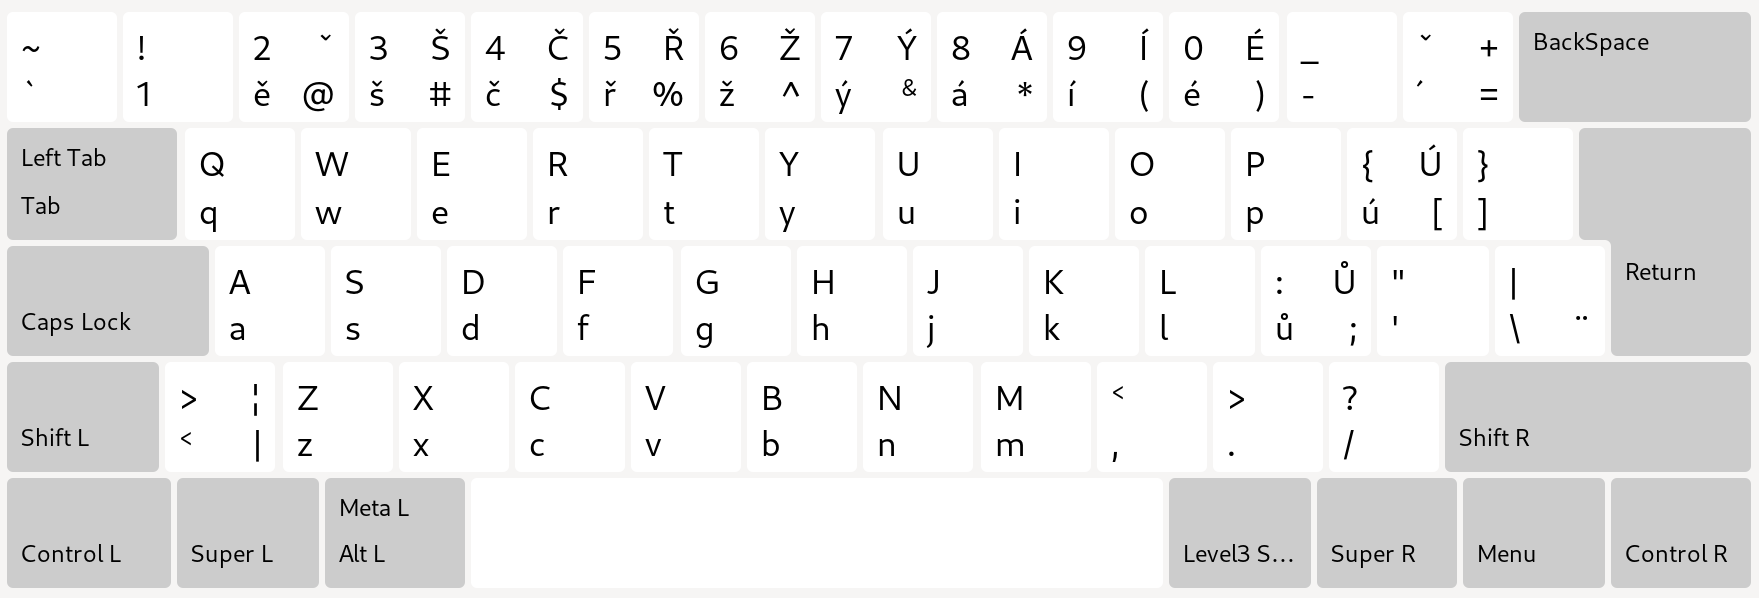 ~ ! 2 ˇ 3 Š 4 Č 5 Ř 6 Ž 7 Ý 8 Á 9 Í 0 É _ ˇ + BackSpace
` 1 ě @ š # č $ ř % ž ^ ý & á * í ( é ) - ´ =
Left Tab
Q W E R T Y U I O P { Ú }
Tab q w e r t y u i o p ú [ ]
A S D F G H J K L : Ů " | Return
Caps Lock a s d f g h j k l ů ; ' \ ¨
> ¦ Z X C V B N M < > ?
Shift L < | z x c v b n m , . / Shift R
Meta L
Control L Super L Alt L Level3 S... Super R Menu Control R